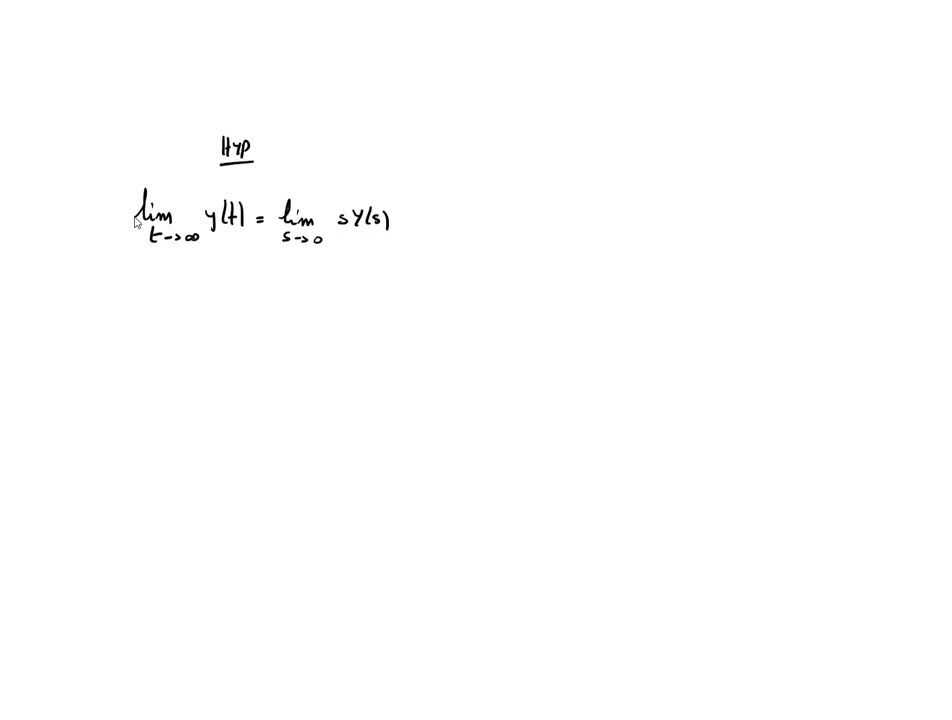 Hyp
lim y(t) = lim sY(s)
t->∞ s->0